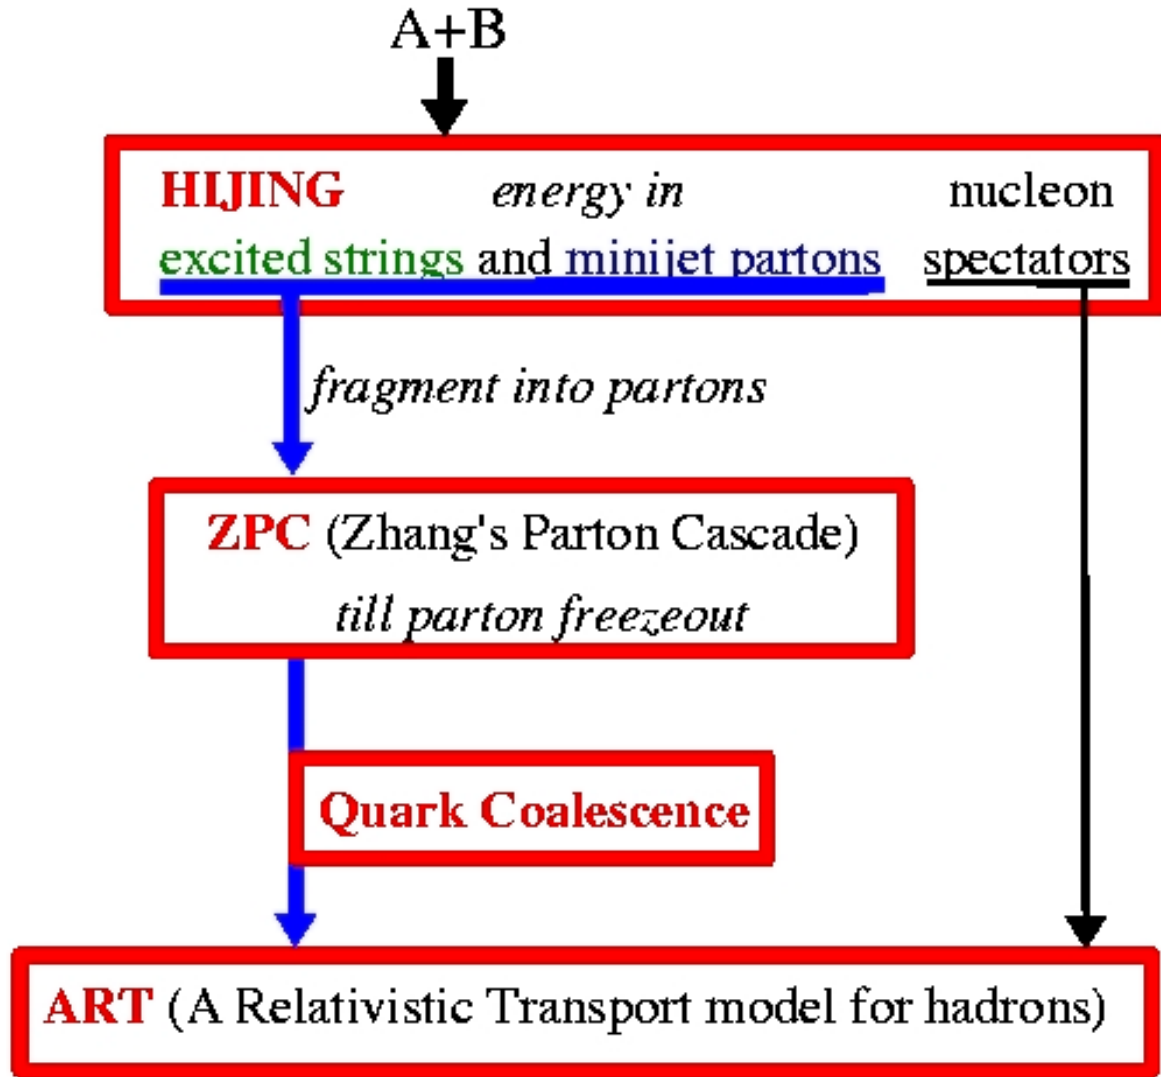 A+B
HIJING energy in nucleon
excited strings and minijet partons spectators
fragment into partons
ZPC (Zhang's Parton Cascade)
till parton freezeout
Quark Coalescence
ART (A Relativistic Transport model for hadrons)